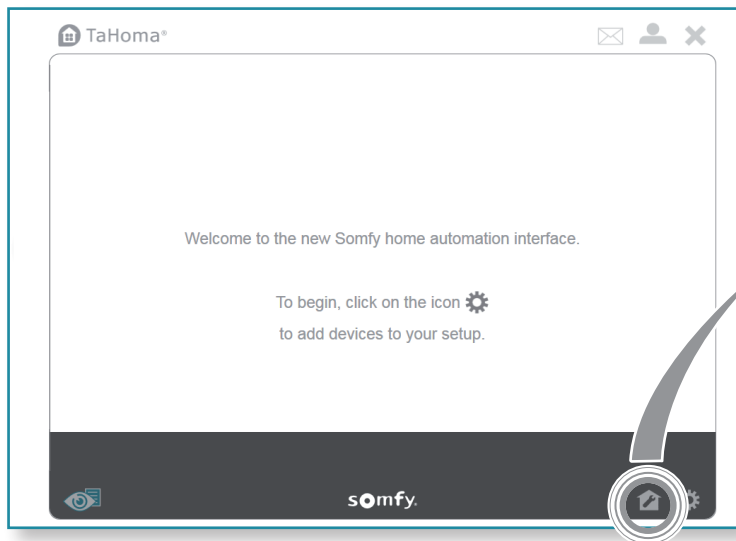 TaHoma®
Welcome to the new Somfy home automation interface.
To begin, click on the icon
to add devices to your setup.
somfy.